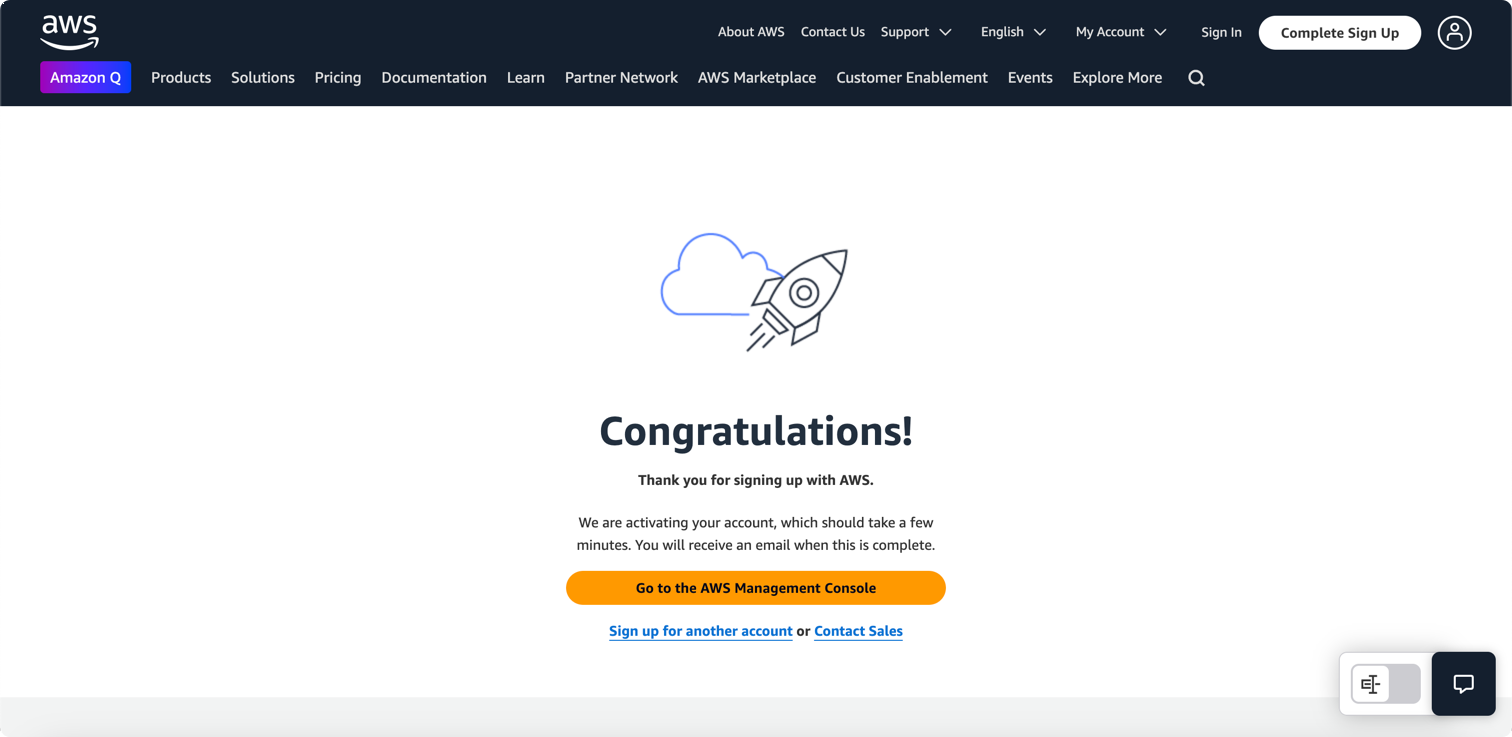 aws
About AWS Contact Us Support English My Account Sign In Complete Sign Up
Amazon Q Products Solutions Pricing Documentation Learn Partner Network AWS Marketplace Customer Enablement Events Explore More
Congratulations!
Thank you for signing up with AWS.
We are activating your account, which should take a few
minutes. You will receive an email when this is complete.
Go to the AWS Management Console
Sign up for another account or Contact Sales